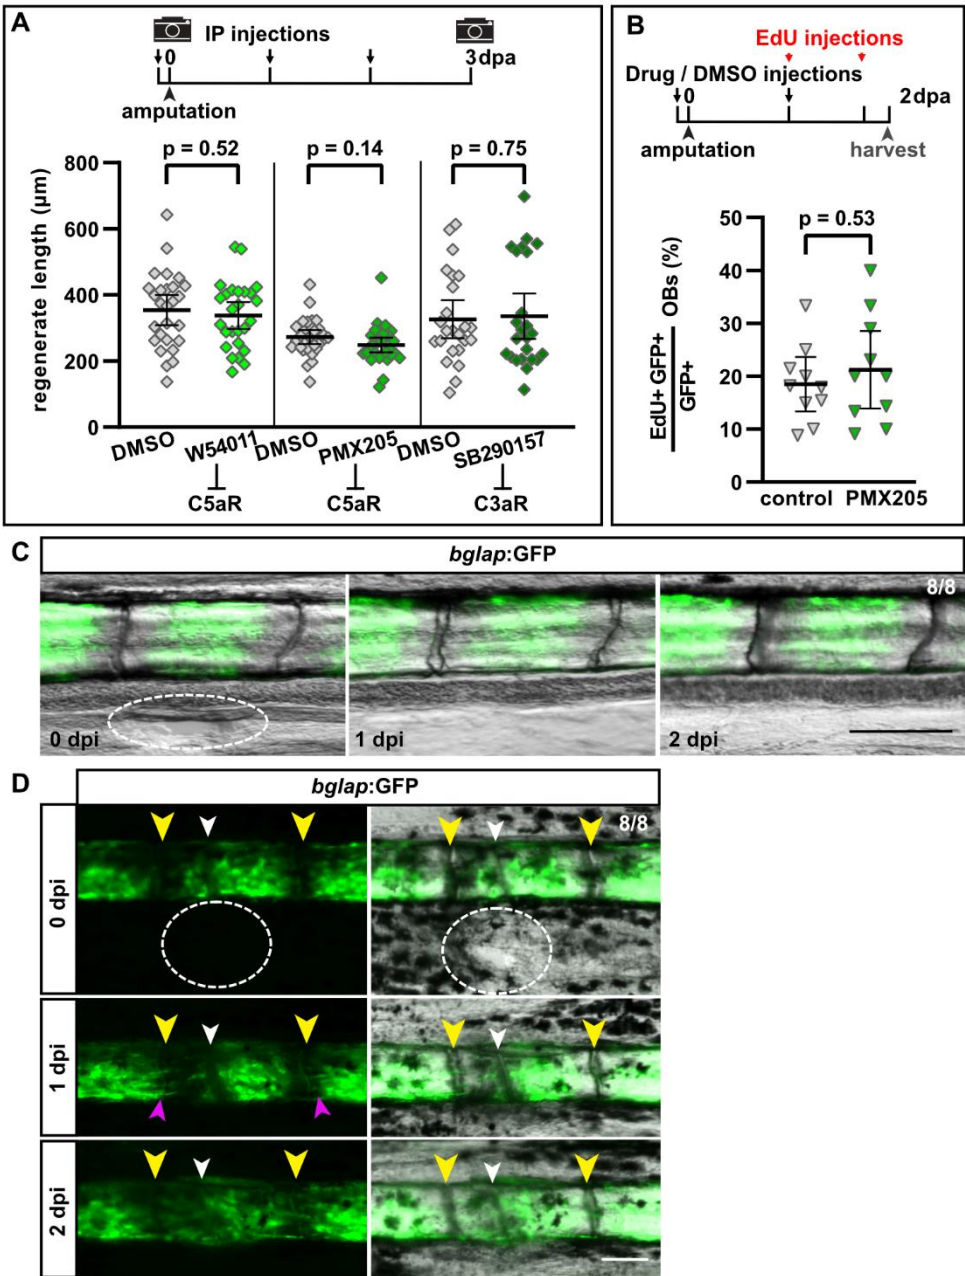 A
IP injections
0
3 dpa
amputation
p = 0.52
p = 0.14
p = 0.75
regenerate length (µm)
800
600
400
200
0
DMSO
W54011
DMSO
PMX205
DMSO
SB290157
C5aR
C5aR
C3aR
B
EdU injections
Drug / DMSO injections
0
2 dpa
amputation
harvest
p = 0.53
EdU+ GFP+
GFP+
OBs (%)
50
40
30
20
10
0
control
PMX205
C
bglap:GFP
8/8
0 dpi
1 dpi
2 dpi
D
bglap:GFP
8/8
0 dpi
1 dpi
2 dpi